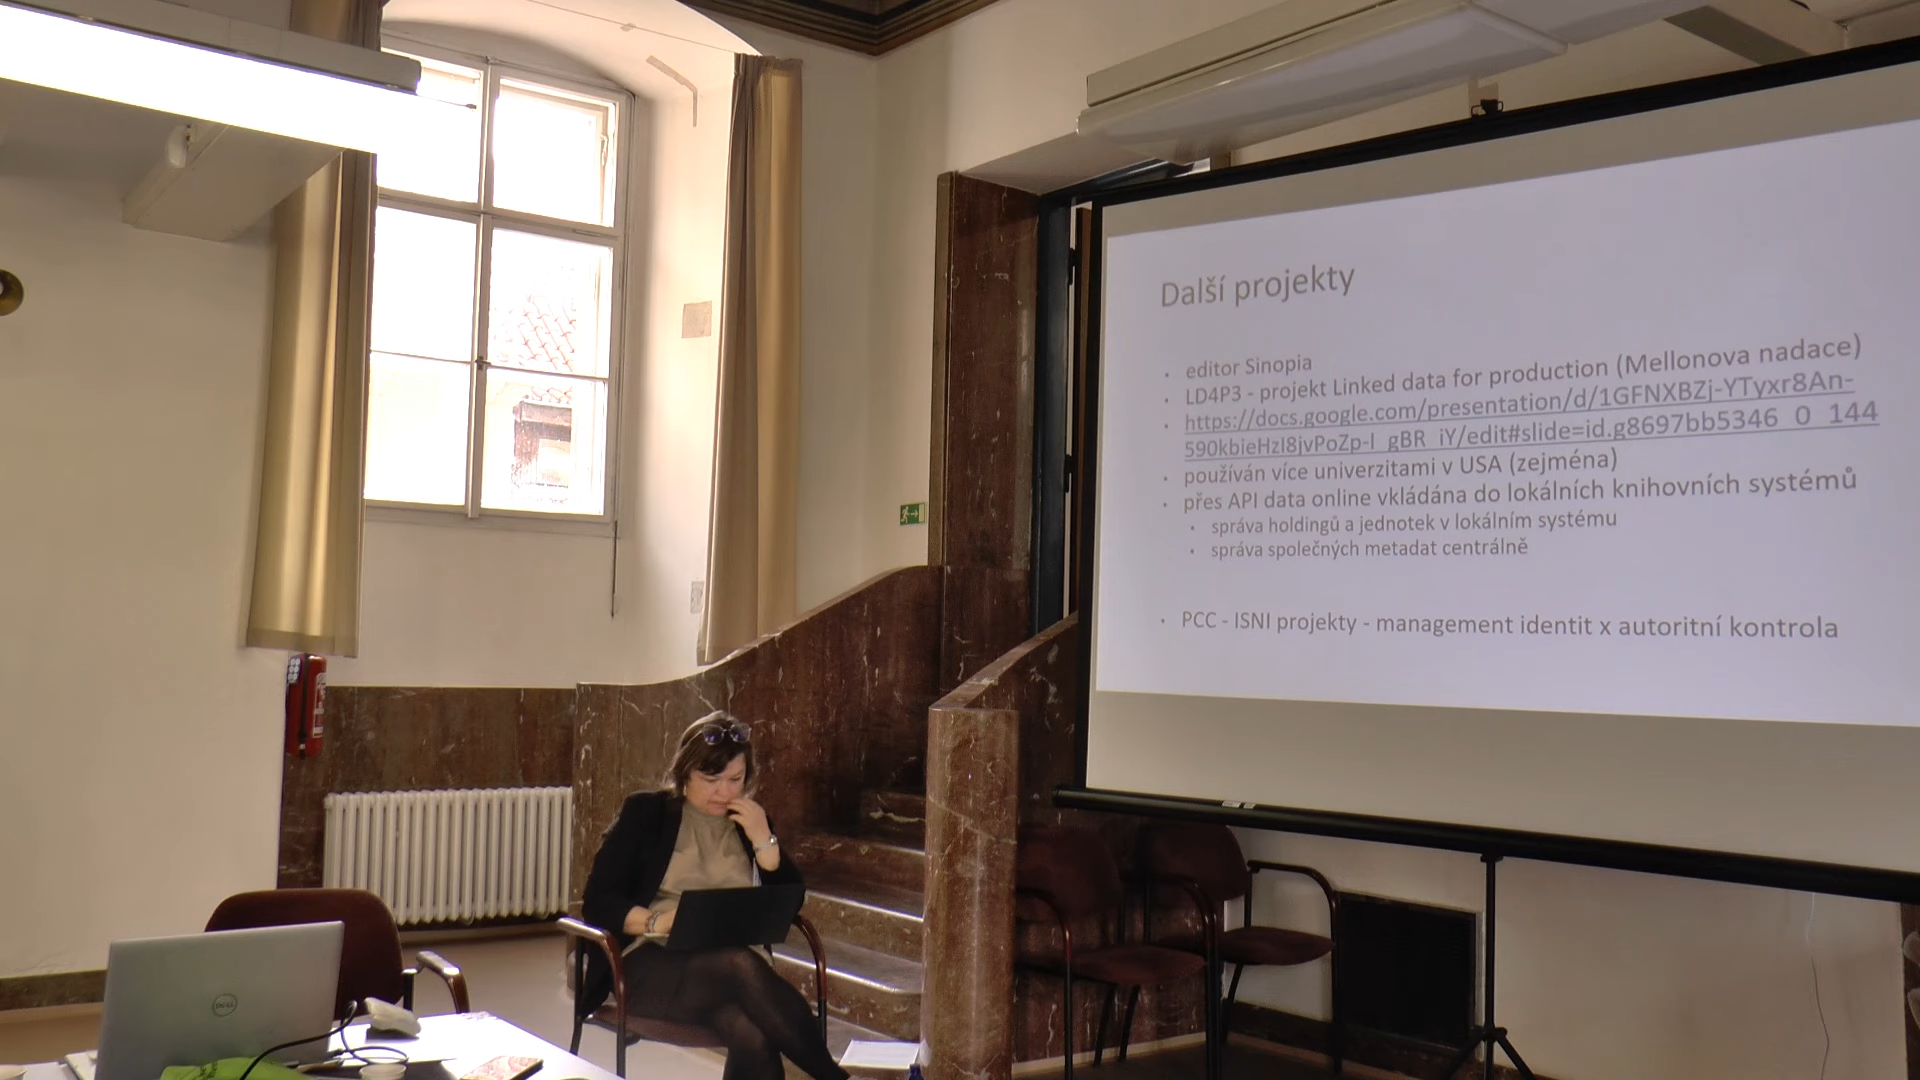 Další projekty
editor Sinopia
LD4P3 - projekt Linked data for production (Mellonova nadace)
https://docs.google.com/presentation/d/1GFNXBZj-YTyxr8An-
590kbieHzI8jvPoZp-I_gBR_iY/edit#slide=id.g8697bb5346_0_144
používán více univerzitami v USA (zejména)
přes API data online vkládána do lokálních knihovních systémů
správa holdingů a jednotek v lokálním systému
správa společných metadat centrálně
PCC - ISNI projekty - management identit x autoritní kontrola
DELL